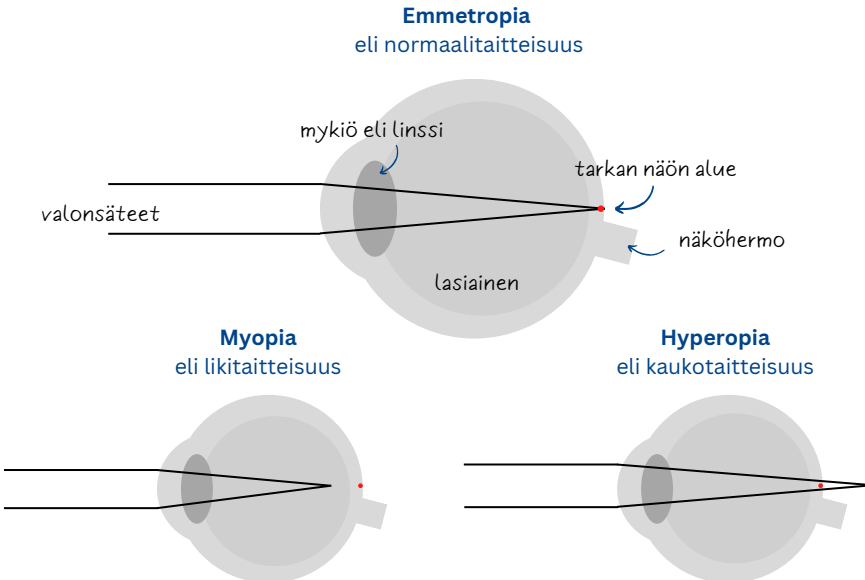 Emmetropia
eli normaalitaitteisuus
mykiö eli linssi
tarkan näön alue
valonsäteet
näköhermo
lasiainen
Myopia
eli likitaitteisuus
Hyperopia
eli kaukotaitteisuus